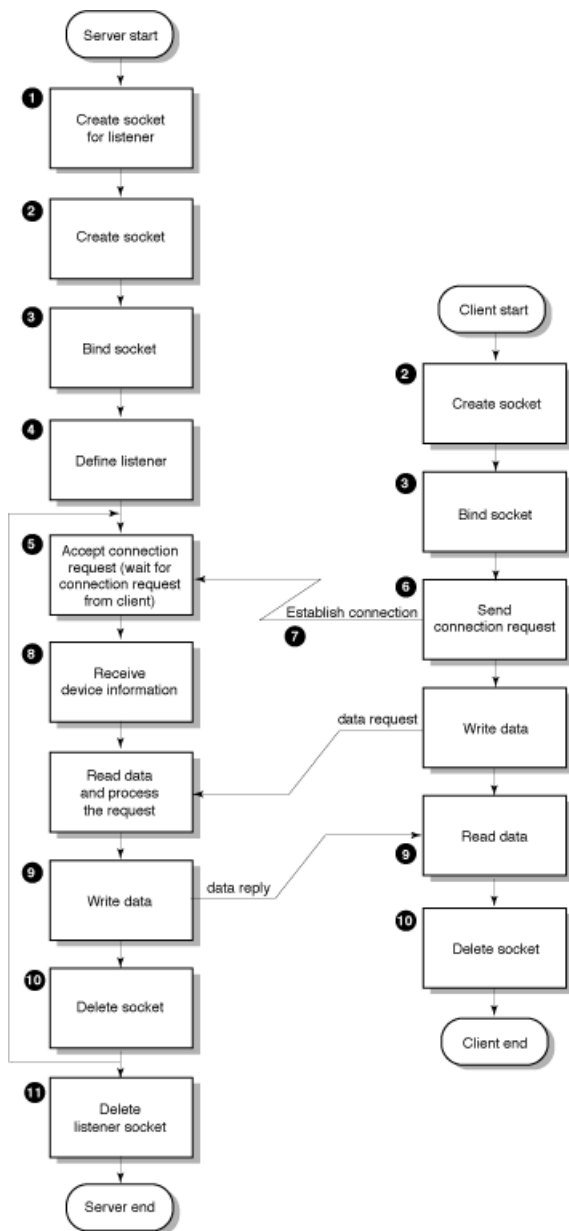 Server start
1
Create socket
for listener
2
Create socket
3
Bind socket
4
Define listener
5
Accept connection
request (wait for
connection request
from client)
8
Receive
device information
Read data
and process
the request
9
Write data
10
Delete socket
11
Delete
listener socket
Server end
Establish connection
7
data request
data reply
Client start
2
Create socket
3
Bind socket
6
Send
connection request
Write data
Read data
9
10
Delete socket
Client end